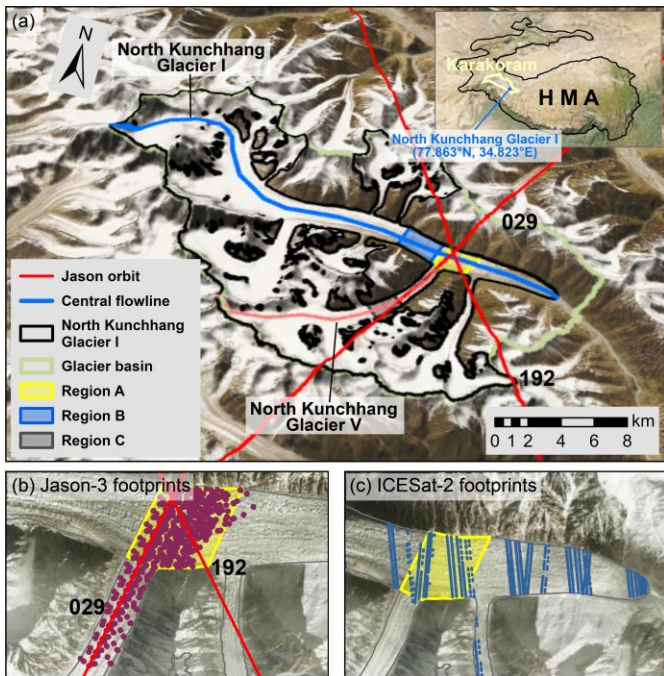 (a)
N
North Kunchhang
Glacier I
Karakoram
HMA
North Kunchhang Glacier I
(77.863°N, 34.823°E)
029
Jason orbit
Central flowline
North Kunchhang
Glacier I
Glacier basin
Region A
Region B
Region C
192
North Kunchhang
Glacier V
km
0 1 2 4 6 8
(b) Jason-3 footprints
192
029
(c) ICESat-2 footprints